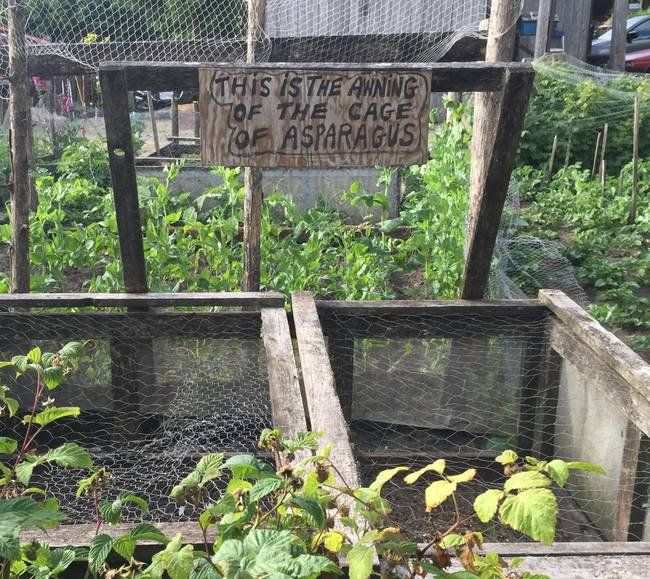 THIS IS THE AWNING
OF THE CAGE
OF ASPARAGUS